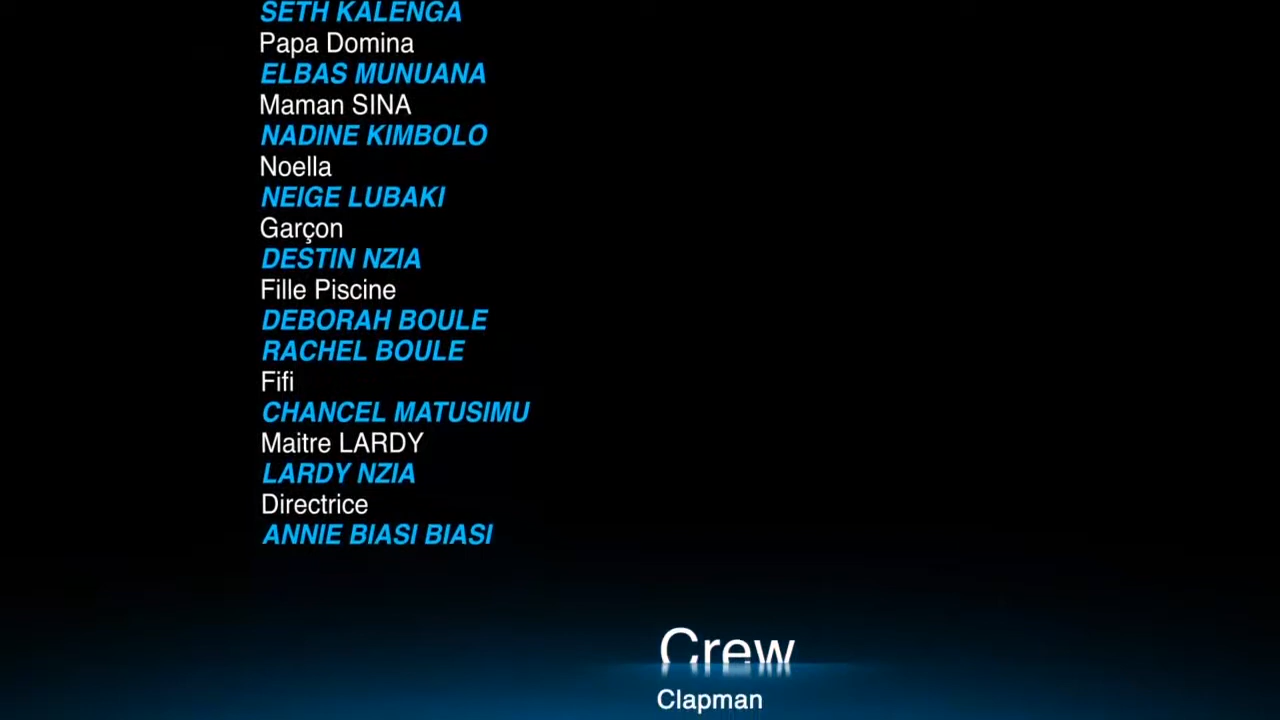 SETH KALENGA
Papa Domina
ELBAS MUNUANA
Maman SINA
NADINE KIMBOLO
Noella
NEIGE LUBAKI
Garçon
DESTIN NZIA
Fille Piscine
DEBORAH BOULE
RACHEL BOULE
Fifi
CHANCEL MATUSIMU
Maitre LARDY
LARDY NZIA
Directrice
ANNIE BIASI BIASI
Crew
Clapman